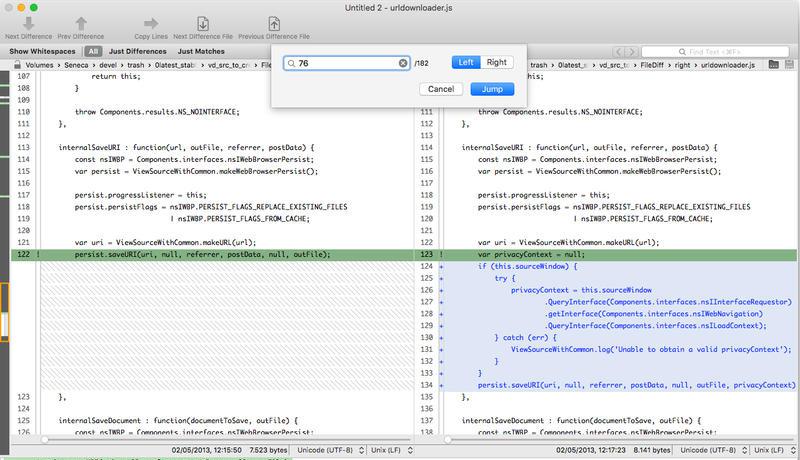 Untitled 2 - urldownloader.js
Next Difference
Previous Difference
Copy Lines
Next Difference File
Previous Difference File
Show Whitespaces
All
Just Differences
Just Matches
Find Text <⌘F>
76
/182
Left
Right
Cancel
Jump
Volumes
Seneca
devel
trash
0latest_stabl
vd_src_to_cr
FileD
vd_src_to
FileDiff
right
urldownloader.js
107 return this;
108 }
109
110 throw Components.results.NS_NOINTERFACE;
111 },
112
113 internalSaveURI : function(url, outFile, referrer, postData) {
114 const nsIWBP = Components.interfaces.nsIWebBrowserPersist;
115 var persist = ViewSourceWithCommon.makeWebBrowserPersist();
116
117 persist.progressListener = this;
118 persist.persistFlags = nsIWBP.PERSIST_FLAGS_REPLACE_EXISTING_FILES
119 | nsIWBP.PERSIST_FLAGS_FROM_CACHE;
120
121 var uri = ViewSourceWithCommon.makeURL(url);
122 ! persist.saveURI(uri, null, referrer, postData, null, outFile);
123 },
124
125 internalSaveDocument : function(documentToSave, outFile) {
126 const nsIWBP = Components.interfaces.nsIWebBrowserPersist;
02/05/2013, 12:15:50 7.523 bytes Unicode (UTF-8) Unix (LF)
this;
110
111 throw Components.results.NS_NOINTERFACE;
112 },
113
114 internalSaveURI : function(url, outFile, referrer, postData) {
115 const nsIWBP = Components.interfaces.nsIWebBrowserPersist;
116 var persist = ViewSourceWithCommon.makeWebBrowserPersist();
117
118 persist.progressListener = this;
119 persist.persistFlags = nsIWBP.PERSIST_FLAGS_REPLACE_EXISTING_FILES
120 | nsIWBP.PERSIST_FLAGS_FROM_CACHE;
121
122 var uri = ViewSourceWithCommon.makeURL(url);
123 ! var privacyContext = null;
124 + if (this.sourceWindow) {
125 + try {
126 + privacyContext = this.sourceWindow
127 + .QueryInterface(Components.interfaces.nsIInterfaceRequestor)
128 + .getInterface(Components.interfaces.nsIWebNavigation)
129 + .QueryInterface(Components.interfaces.nsILoadContext);
130 + } catch (err) {
131 + ViewSourceWithCommon.log('Unable to obtain a valid privacyContext');
132 + }
133 + }
134 + persist.saveURI(uri, null, referrer, postData, null, outFile, privacyContext)
135 },
136
137 internalSaveDocument : function(documentToSave, outFile) {
138 const nsIWBP = Components.interfaces.nsIWebBrowserPersist;
02/05/2013, 12:17:23 8.141 bytes Unicode (UTF-8) Unix (LF)